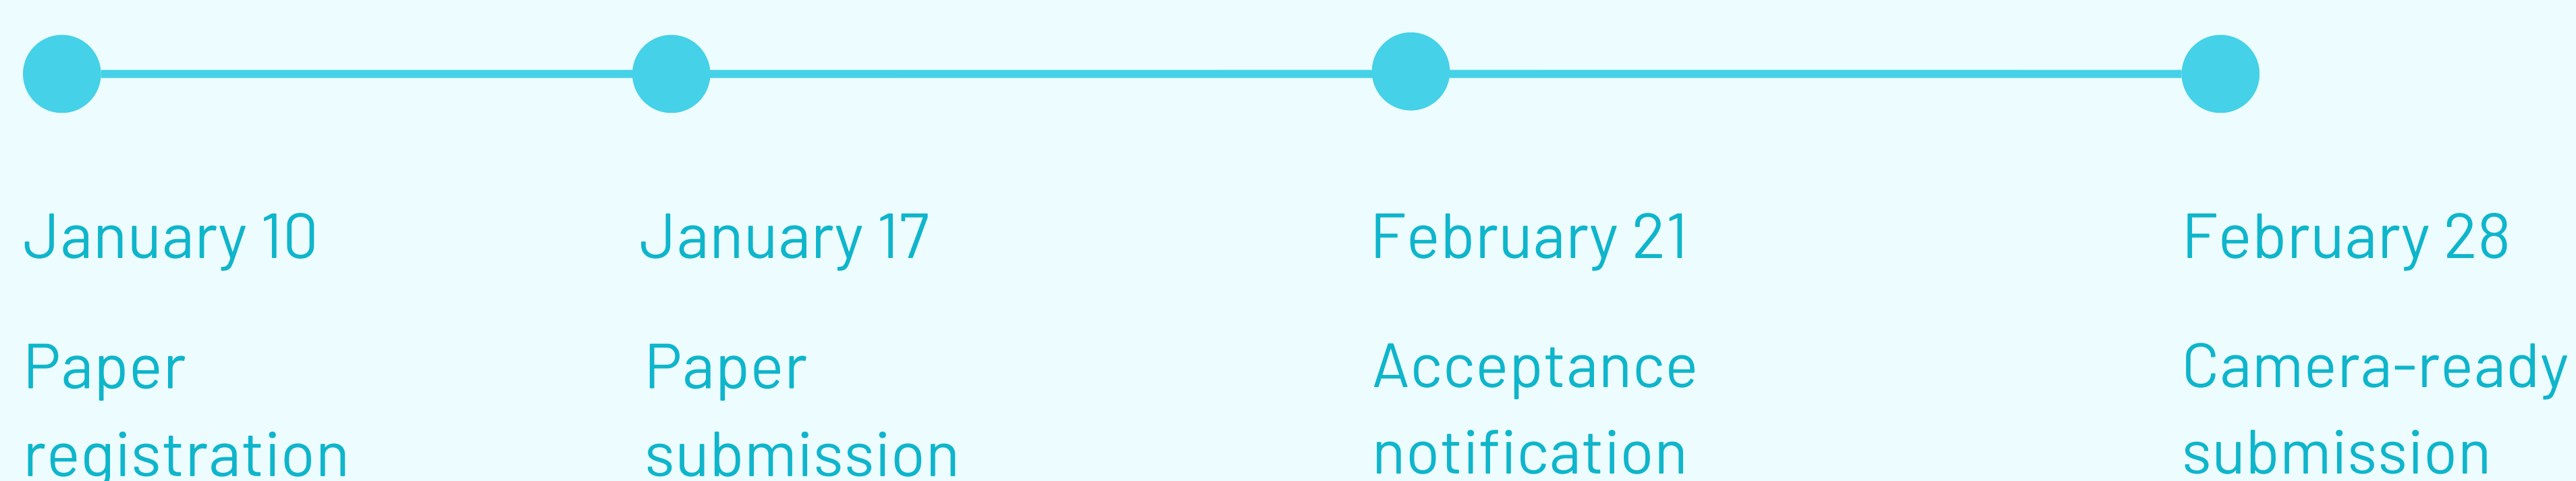 January 10
Paper
registration
January 17
Paper
submission
February 21
Acceptance
notification
February 28
Camera-ready
submission